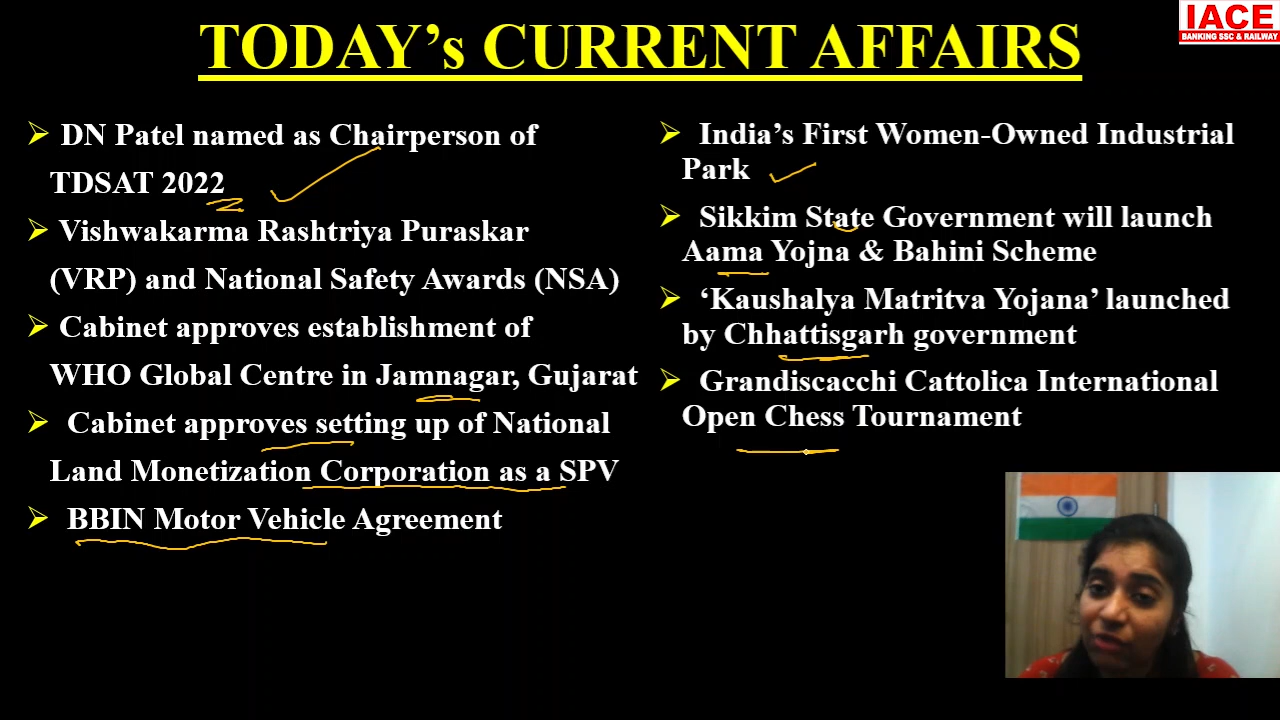 TODAY’s CURRENT AFFAIRS
IACE
BANKING SSC & RAILWAY
DN Patel named as Chairperson of
TDSAT 2022
Vishwakarma Rashtriya Puraskar
(VRP) and National Safety Awards (NSA)
Cabinet approves establishment of
WHO Global Centre in Jamnagar, Gujarat
Cabinet approves setting up of National
Land Monetization Corporation as a SPV
BBIN Motor Vehicle Agreement
India’s First Women-Owned Industrial
Park
Sikkim State Government will launch
Aama Yojna & Bahini Scheme
‘Kaushalya Matritva Yojana’ launched
by Chhattisgarh government
Grandiscacchi Cattolica International
Open Chess Tournament